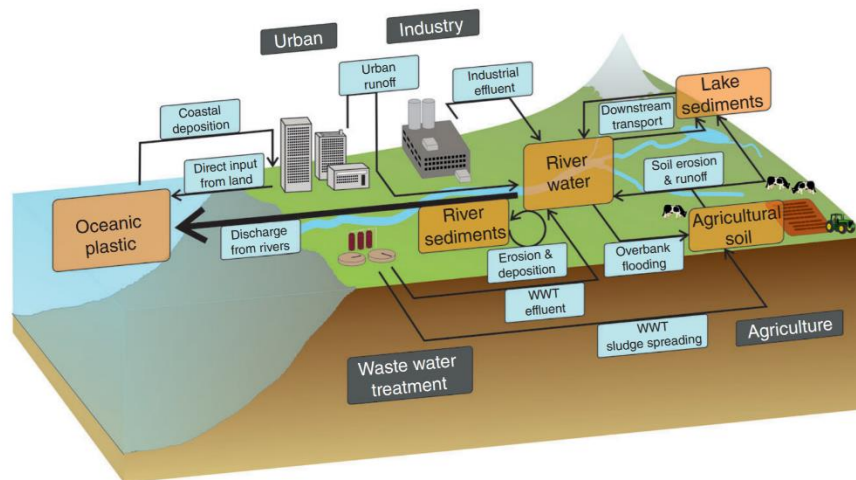 Urban
Industry
Urban
runoff
Industrial
effluent
Lake
sediments
Coastal
deposition
Downstream
transport
Direct input
from land
River
water
Soil erosion
& runoff
Oceanic
plastic
Discharge
from rivers
River
sediments
Agricultural
soil
Erosion &
deposition
Overbank
flooding
WWT
effluent
WWT
sludge spreading
Agriculture
Waste water
treatment